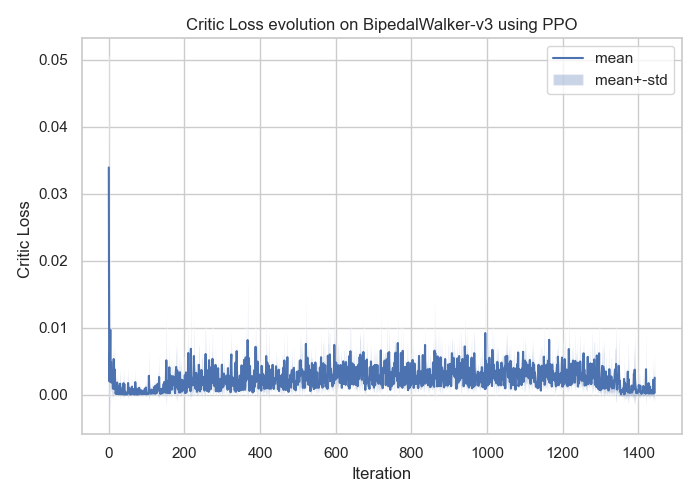 Critic Loss evolution on BipedalWalker-v3 using PPO
mean
mean+-std
0.05
0.04
0.03
0.02
0.01
0.00
Critic Loss
0 200 400 600 800 1000 1200 1400
Iteration